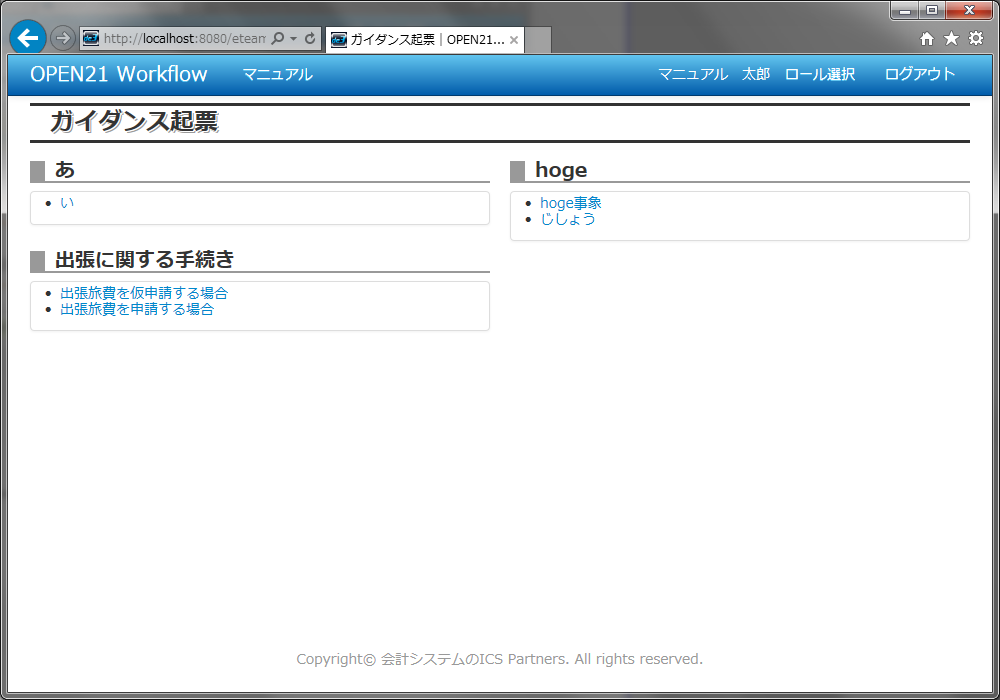 http://localhost:8080/eteam
ガイダンス起票 | OPEN21...
OPEN21 Workflow マニュアル マニュアル 太郎 ロール選択 ログアウト
ガイダンス起票
あ
い
出張に関する手続き
出張旅費を仮申請する場合
出張旅費を申請する場合
hoge
hoge事象
じしょう
Copyright© 会計システムのICS Partners. All rights reserved.